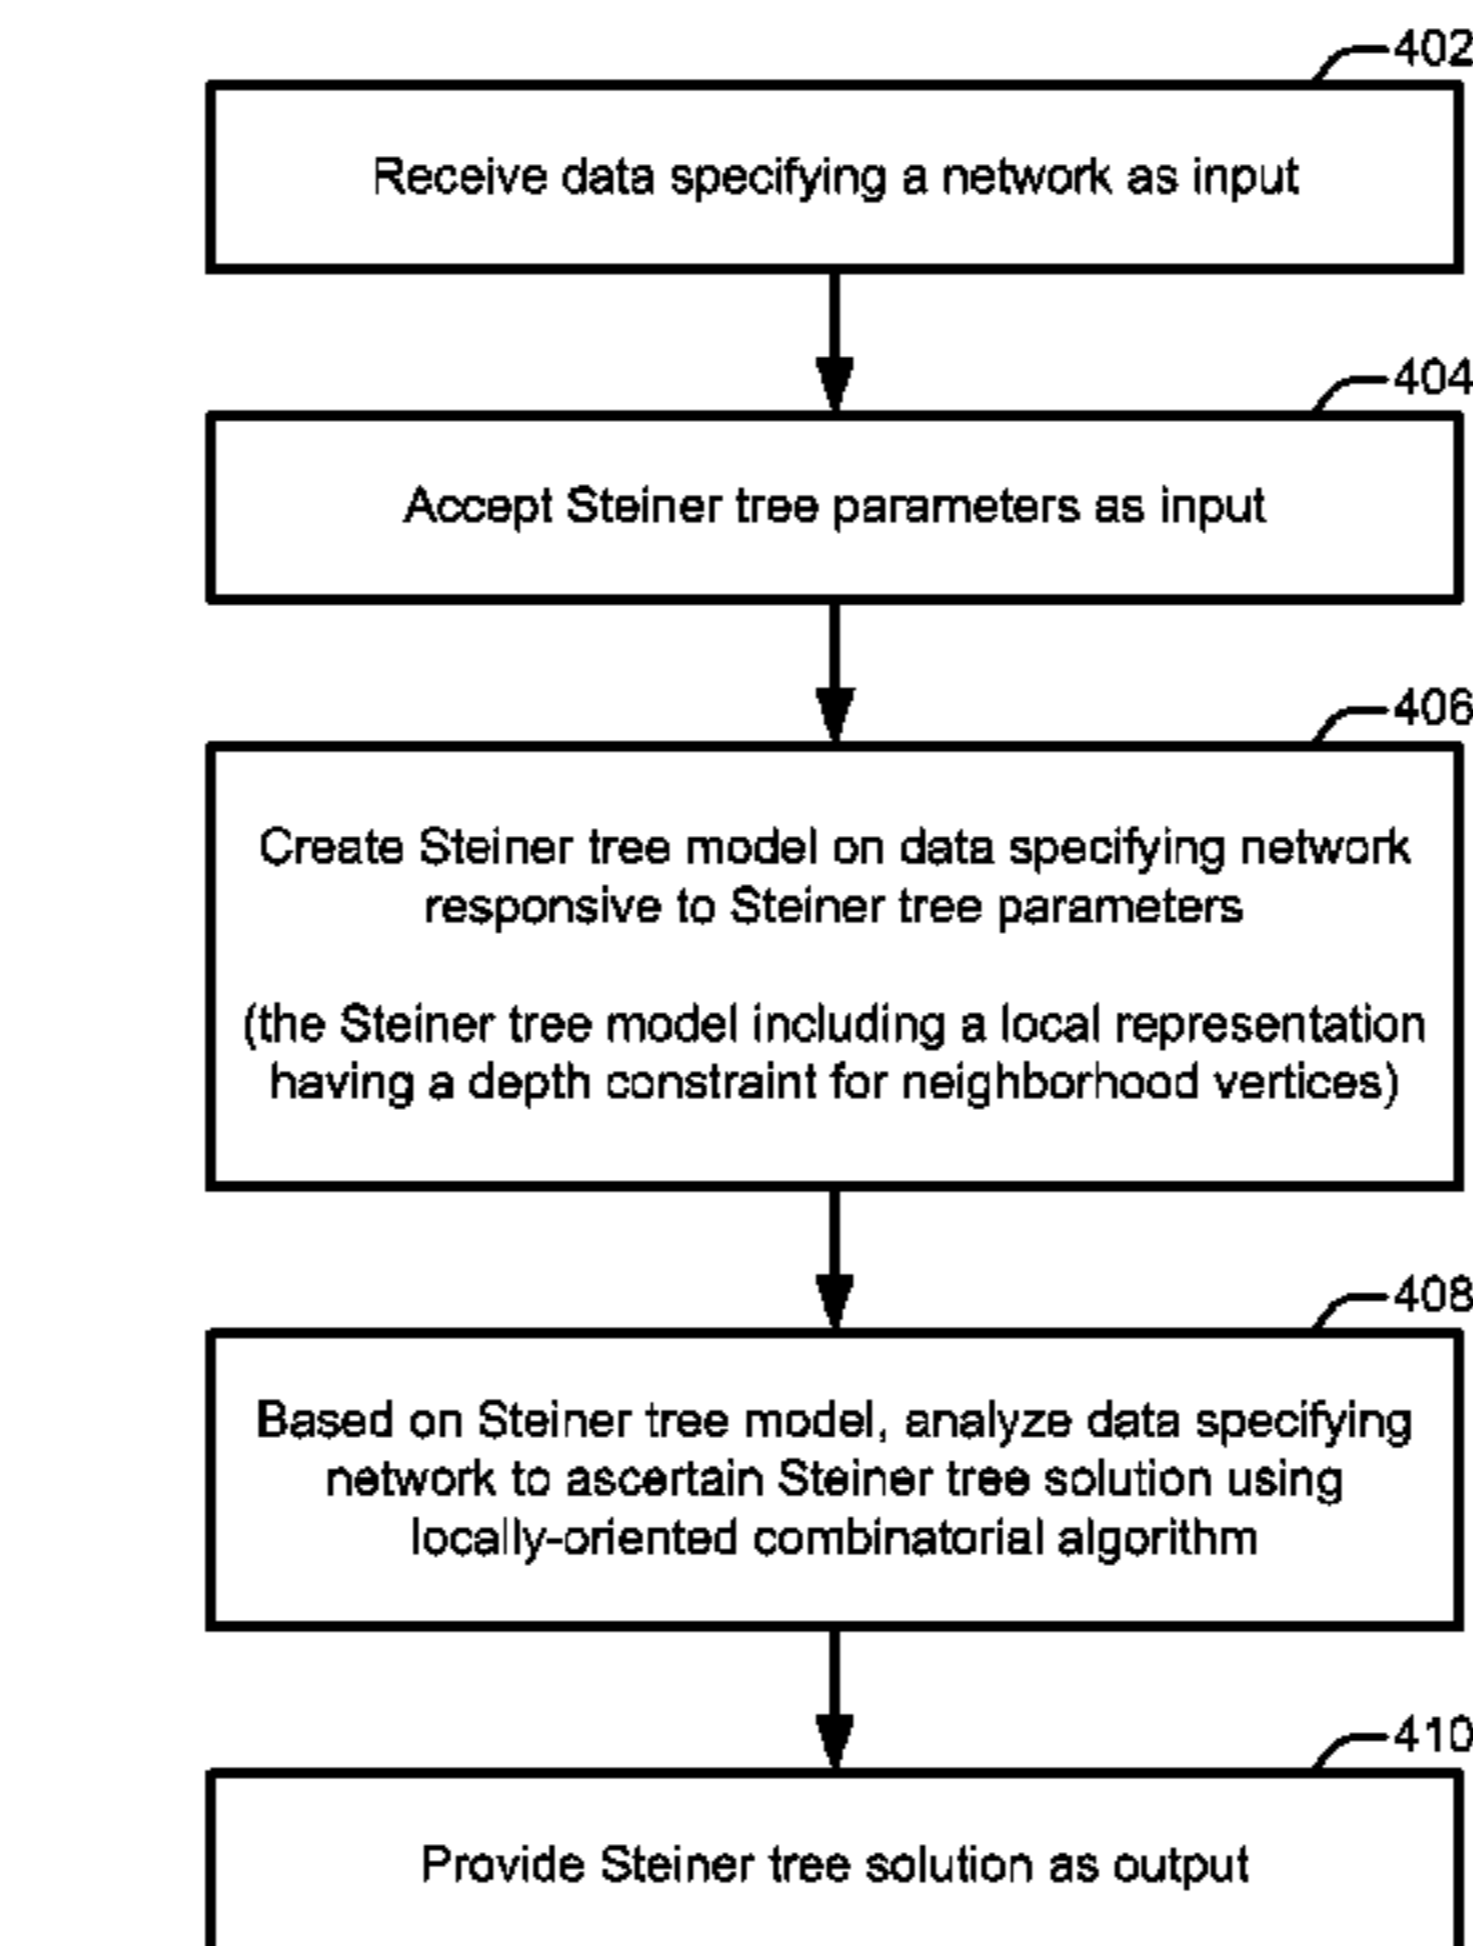 402
Receive data specifying a network as input
404
Accept Steiner tree parameters as input
406
Create Steiner tree model on data specifying network
responsive to Steiner tree parameters
(the Steiner tree model including a local representation
having a depth constraint for neighborhood vertices)
408
Based on Steiner tree model, analyze data specifying
network to ascertain Steiner tree solution using
locally-oriented combinatorial algorithm
410
Provide Steiner tree solution as output